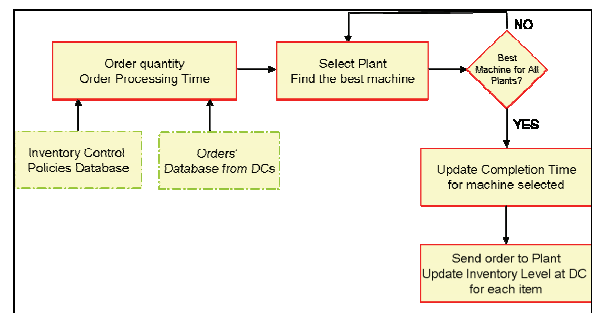 NO
Order quantity
Order Processing Time
Select Plant
Find the best machine
Best
Machine for All
Plants?
YES
Inventory Control
Policies Database
Orders'
Database from DCs
Update Completion Time
for machine selected
Send order to Plant
Update Inventory Level at DC
for each item